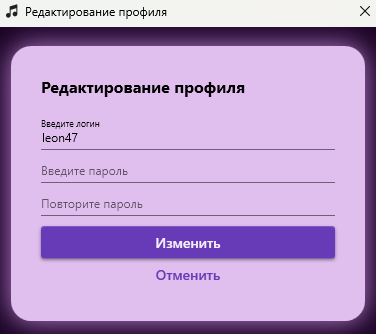 Редактирование профиля
Редактирование профиля
Введите логин
leon47
Введите пароль
Повторите пароль
Изменить
Отменить